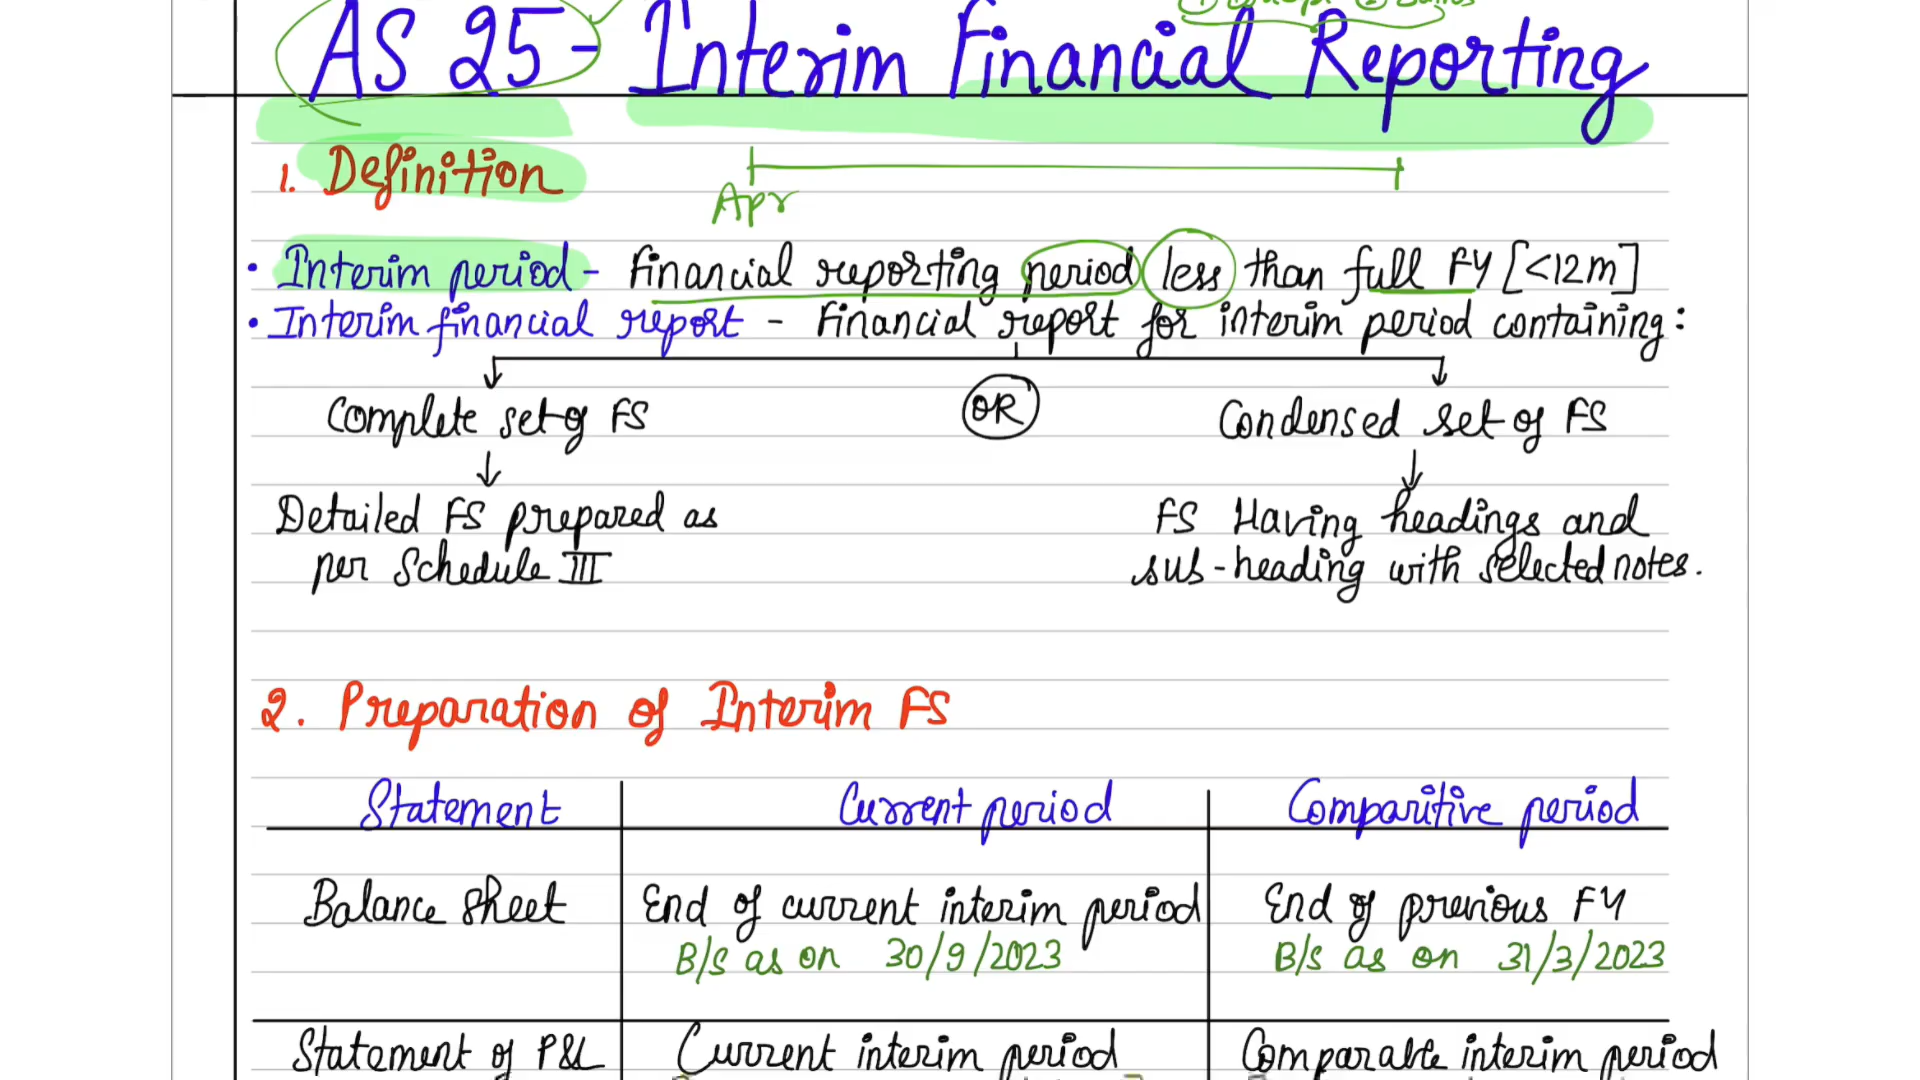 AS 25 - Interim Financial Reporting
1. Definition
Apr
• Interim period - Financial reporting period less than full FY [<12m]
• Interim financial report - Financial report for interim period containing:
Complete set of FS OR Condensed set of FS
Detailed FS prepared as FS Having headings and
per Schedule III sub-heading with selected notes.
2. Preparation of Interim FS
Statement Current period Comparitive period
Balance Sheet End of current interim period End of previous FY
B/S as on 30/9/2023 B/S as on 31/3/2023
Statement of P&L Current interim period Comparable interim period